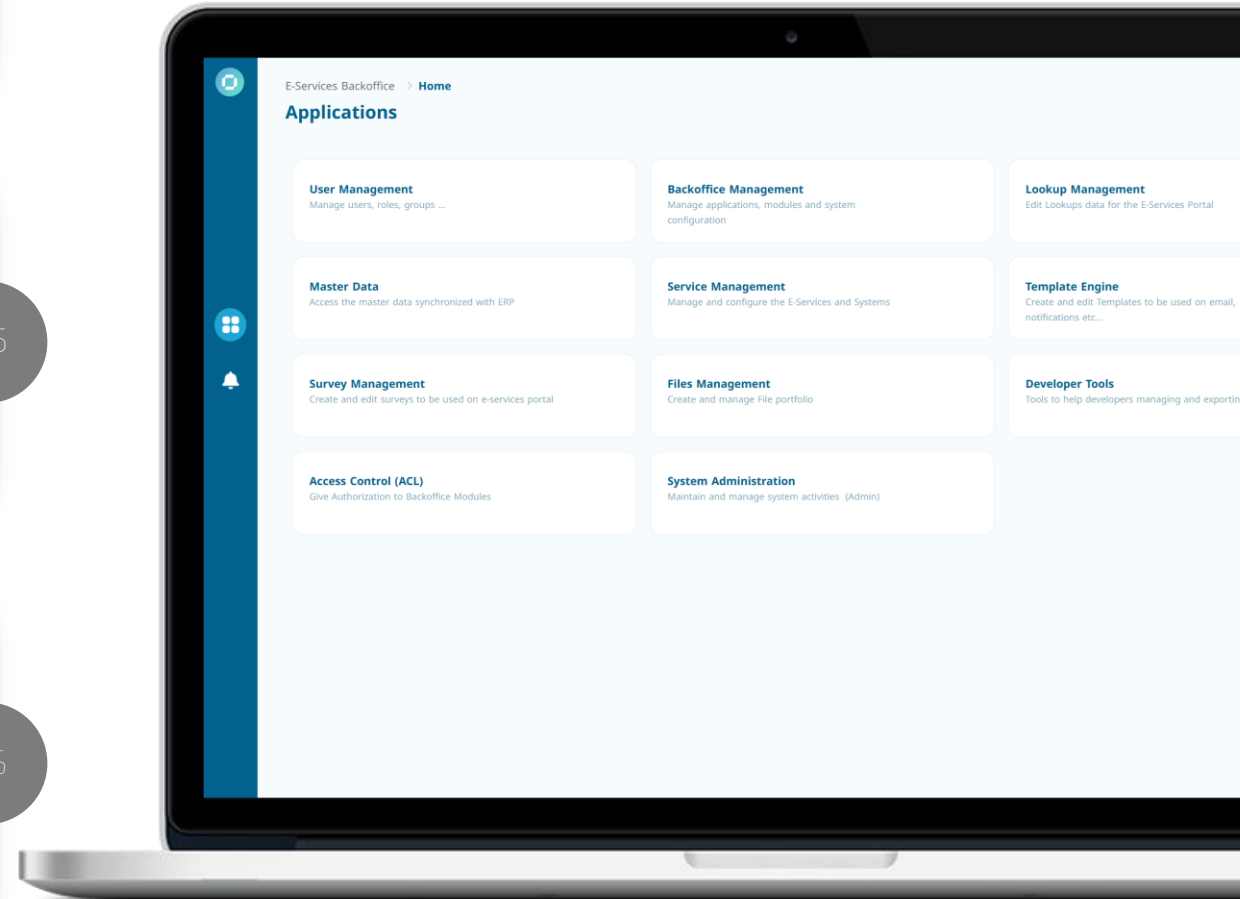 E-Services Backoffice > Home
Applications
User Management
Manage users, roles, groups ...
Backoffice Management
Manage applications, modules and system
configuration
Lookup Management
Edit Lookups data for the E-Services Portal
Master Data
Access the master data synchronized with ERP
Service Management
Manage and configure the E-Services and Systems
Template Engine
Create and edit Templates to be used on email,
notifications etc...
Survey Management
Create and edit surveys to be used on e-services portal
Files Management
Create and manage File portfolio
Developer Tools
Tools to help developers managing and exportin
Access Control (ACL)
Give Authorization to Backoffice Modules
System Administration
Maintain and manage system activities (Admin)